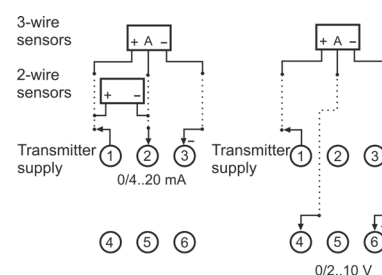 3-wire
sensors
+ A −
+ A −
2-wire
sensors
+ −
Transmitter
supply
1 2 3
−
0/4..20 mA
Transmitter
supply
1 2 3
4 5 6
4 5 6
0/2..10 V